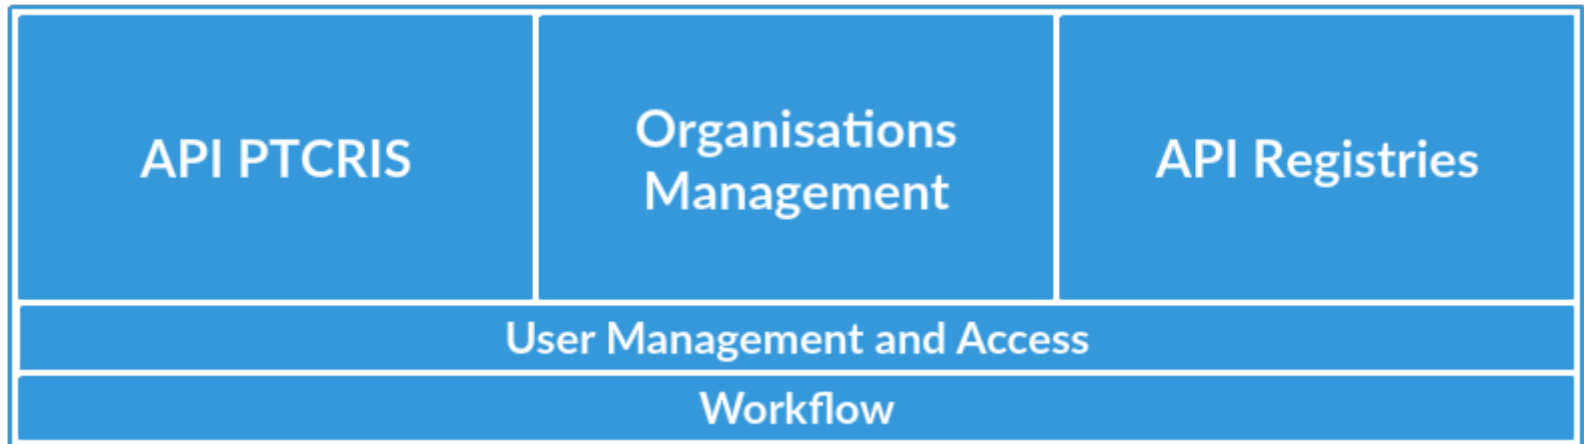 API PTCRIS
Organisations
Management
API Registries
User Management and Access
Workflow